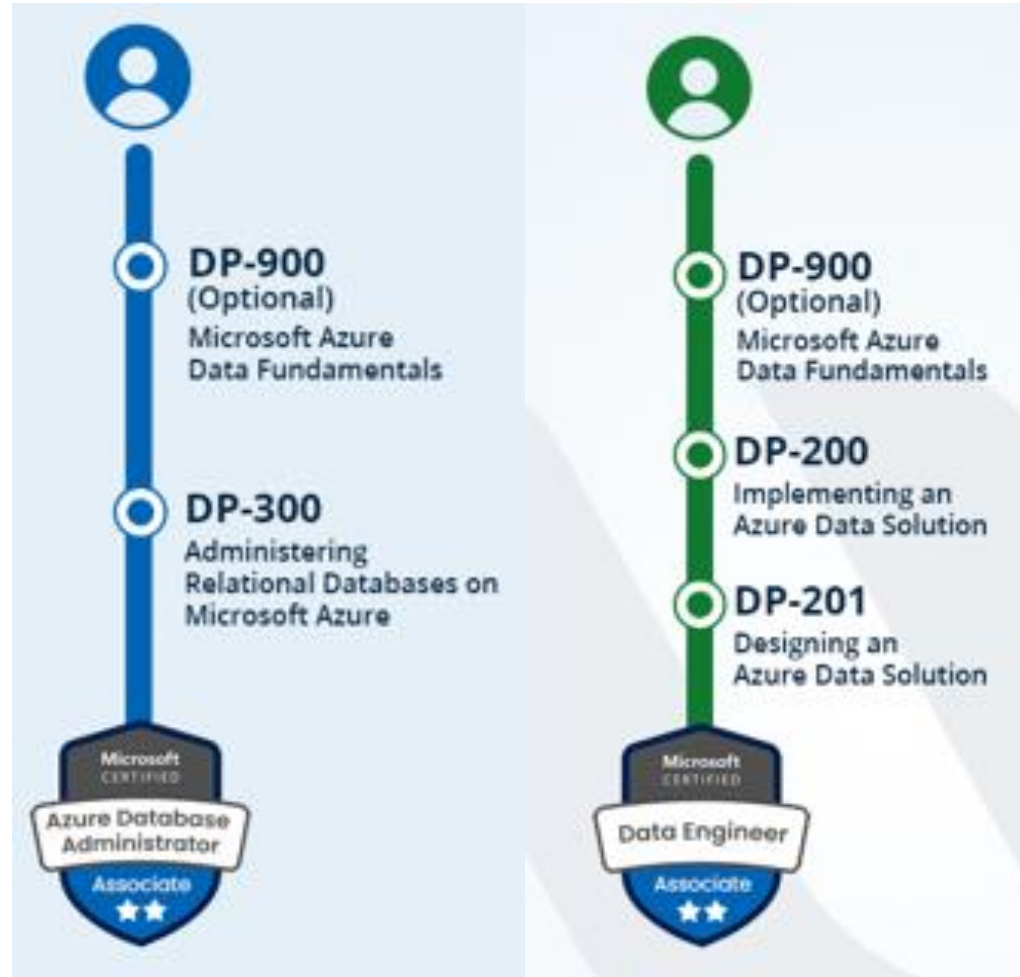 DP-900
(Optional)
Microsoft Azure
Data Fundamentals
DP-300
Administering
Relational Databases on
Microsoft Azure
Microsoft
CERTIFIED
Azure Database
Administrator
Associate
DP-900
(Optional)
Microsoft Azure
Data Fundamentals
DP-200
Implementing an
Azure Data Solution
DP-201
Designing an
Azure Data Solution
Microsoft
CERTIFIED
Data Engineer
Associate